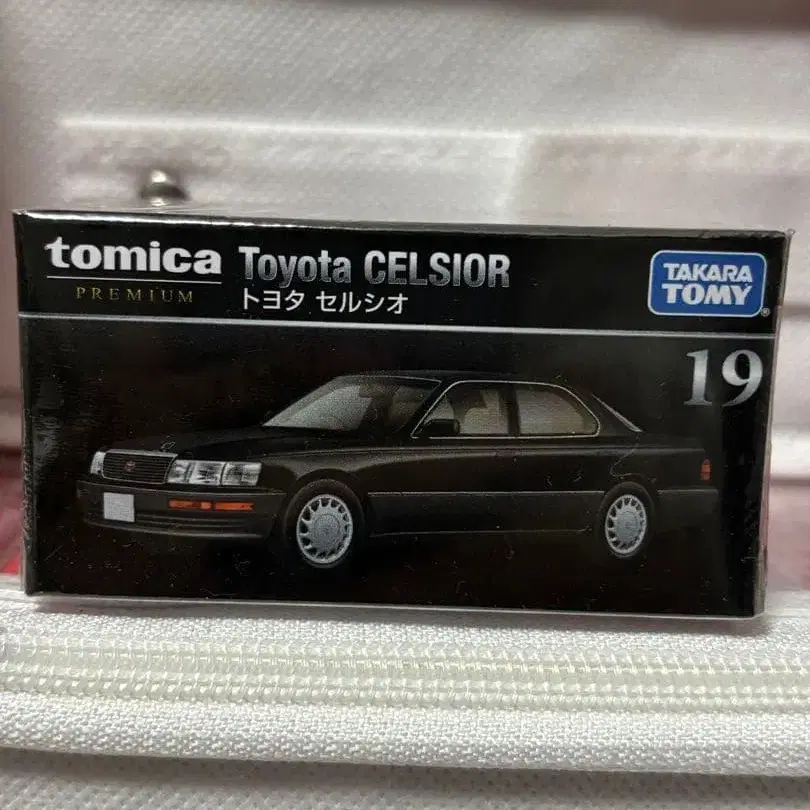 tomica
PREMIUM
Toyota CELSIOR
トヨタ セルシオ
TAKARA
TOMY®
19